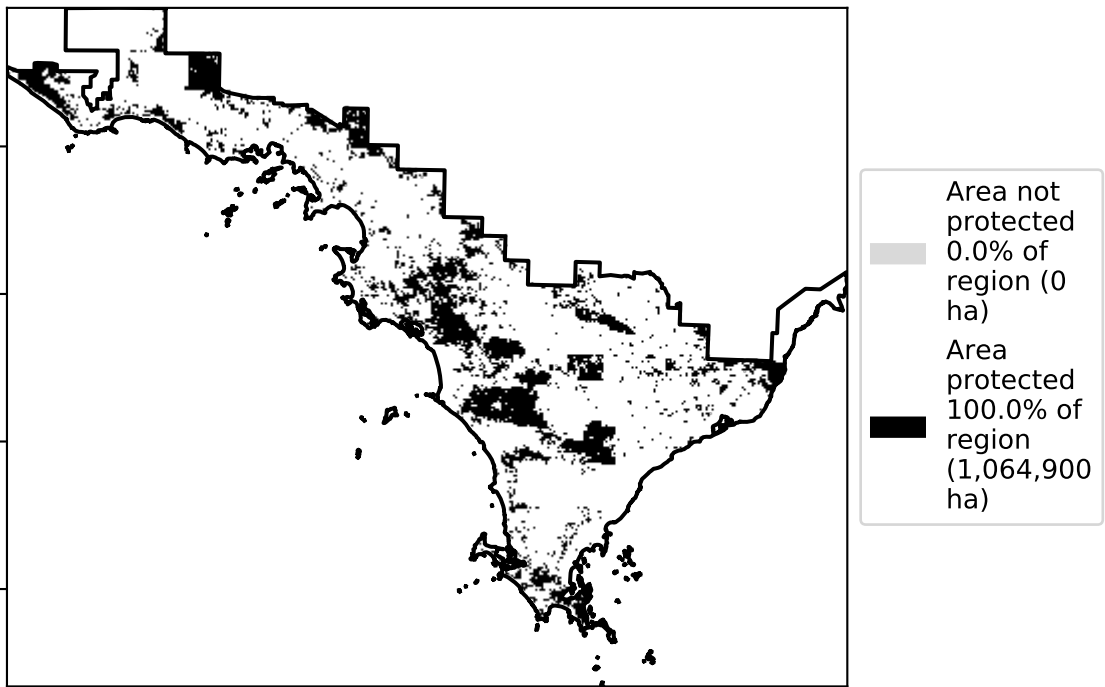 Area not
protected
0.0% of
region (0
ha)
Area
protected
100.0% of
region
(1,064,900
ha)